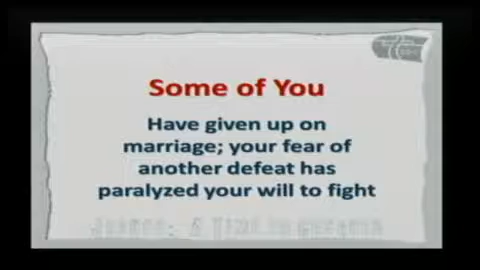 Some of You
Have given up on
marriage; your fear of
another defeat has
paralyzed your will to fight